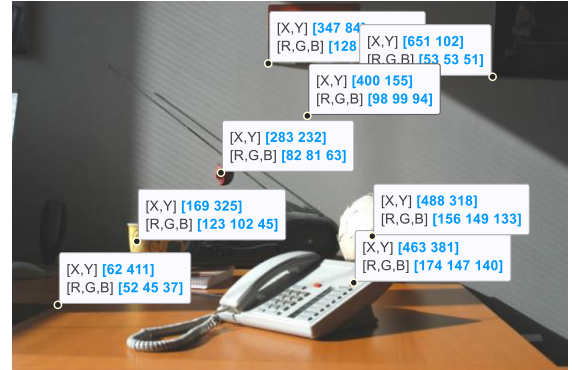 [X,Y] [347 84]
[R,G,B] [128
[X,Y] [651 102]
[R,G,B] [53 53 51]
[X,Y] [400 155]
[R,G,B] [98 99 94]
[X,Y] [283 232]
[R,G,B] [82 81 63]
[X,Y] [169 325]
[R,G,B] [123 102 45]
[X,Y] [488 318]
[R,G,B] [156 149 133]
[X,Y] [463 381]
[R,G,B] [174 147 140]
[X,Y] [62 411]
[R,G,B] [52 45 37]